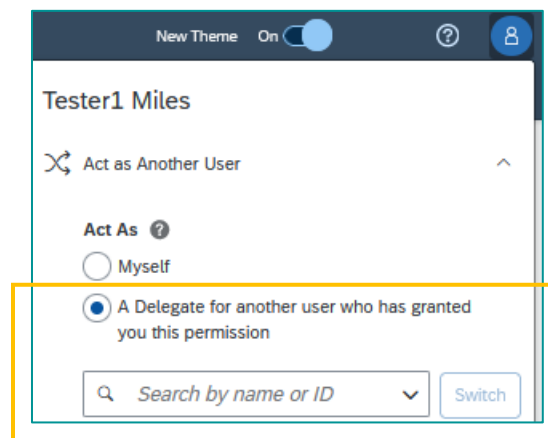 New Theme On
Tester1 Miles
Act as Another User
Act As
Myself
A Delegate for another user who has granted
you this permission
Search by name or ID
Switch